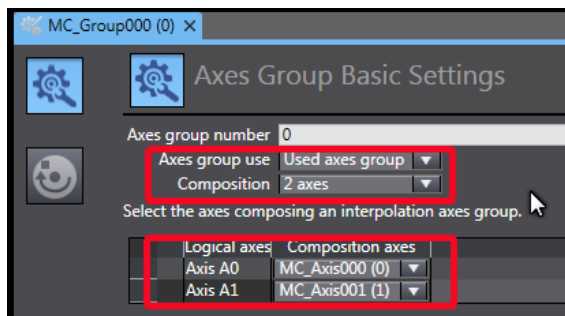 MC_Group000 (0) ×
Axes Group Basic Settings
Axes group number 0
Axes group use Used axes group
Composition 2 axes
Select the axes composing an interpolation axes group.
Logical axes Composition axes
Axis A0 MC_Axis000 (0)
Axis A1 MC_Axis001 (1)